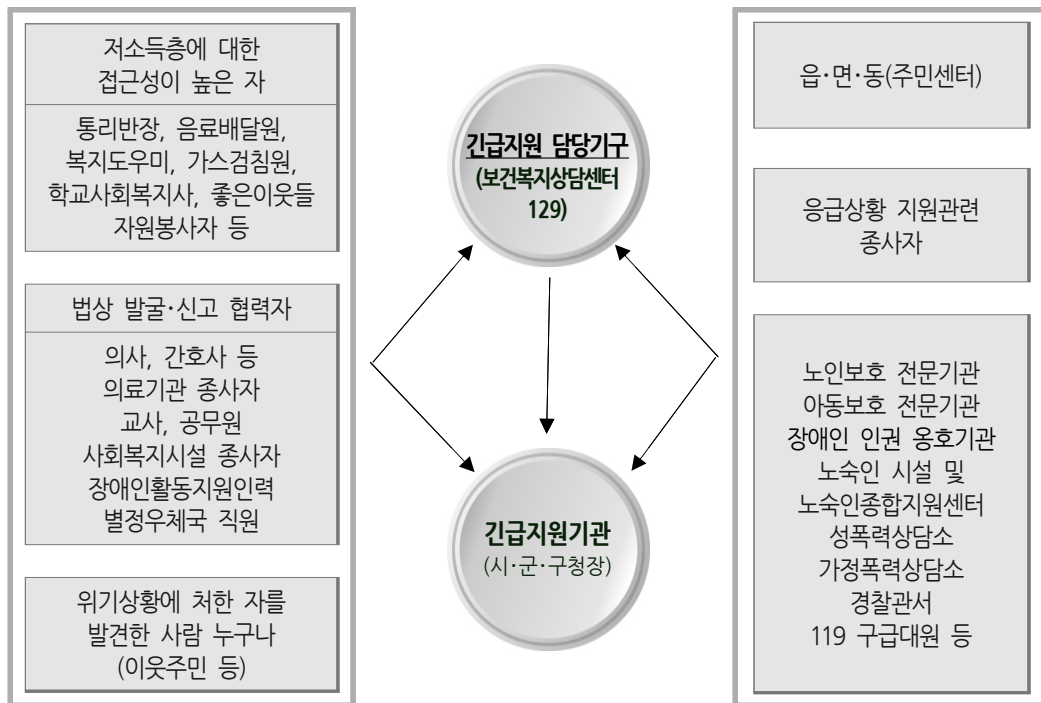 저소득층에 대한
접근성이 높은 자
통리반장, 음료배달원,
복지도우미, 가스검침원,
학교사회복지사, 좋은이웃들
자원봉사자 등
법상 발굴·신고 협력자
의사, 간호사 등
의료기관 종사자
교사, 공무원
사회복지시설 종사자
장애인활동지원인력
별정우체국 직원
위기상황에 처한 자를
발견한 사람 누구나
(이웃주민 등)
긴급지원 담당기구
(보건복지상담센터
129)
긴급지원기관
(시·군·구청장)
읍·면·동(주민센터)
응급상황 지원관련
종사자
노인보호 전문기관
아동보호 전문기관
장애인 인권 옹호기관
노숙인 시설 및
노숙인종합지원센터
성폭력상담소
가정폭력상담소
경찰관서
119 구급대원 등